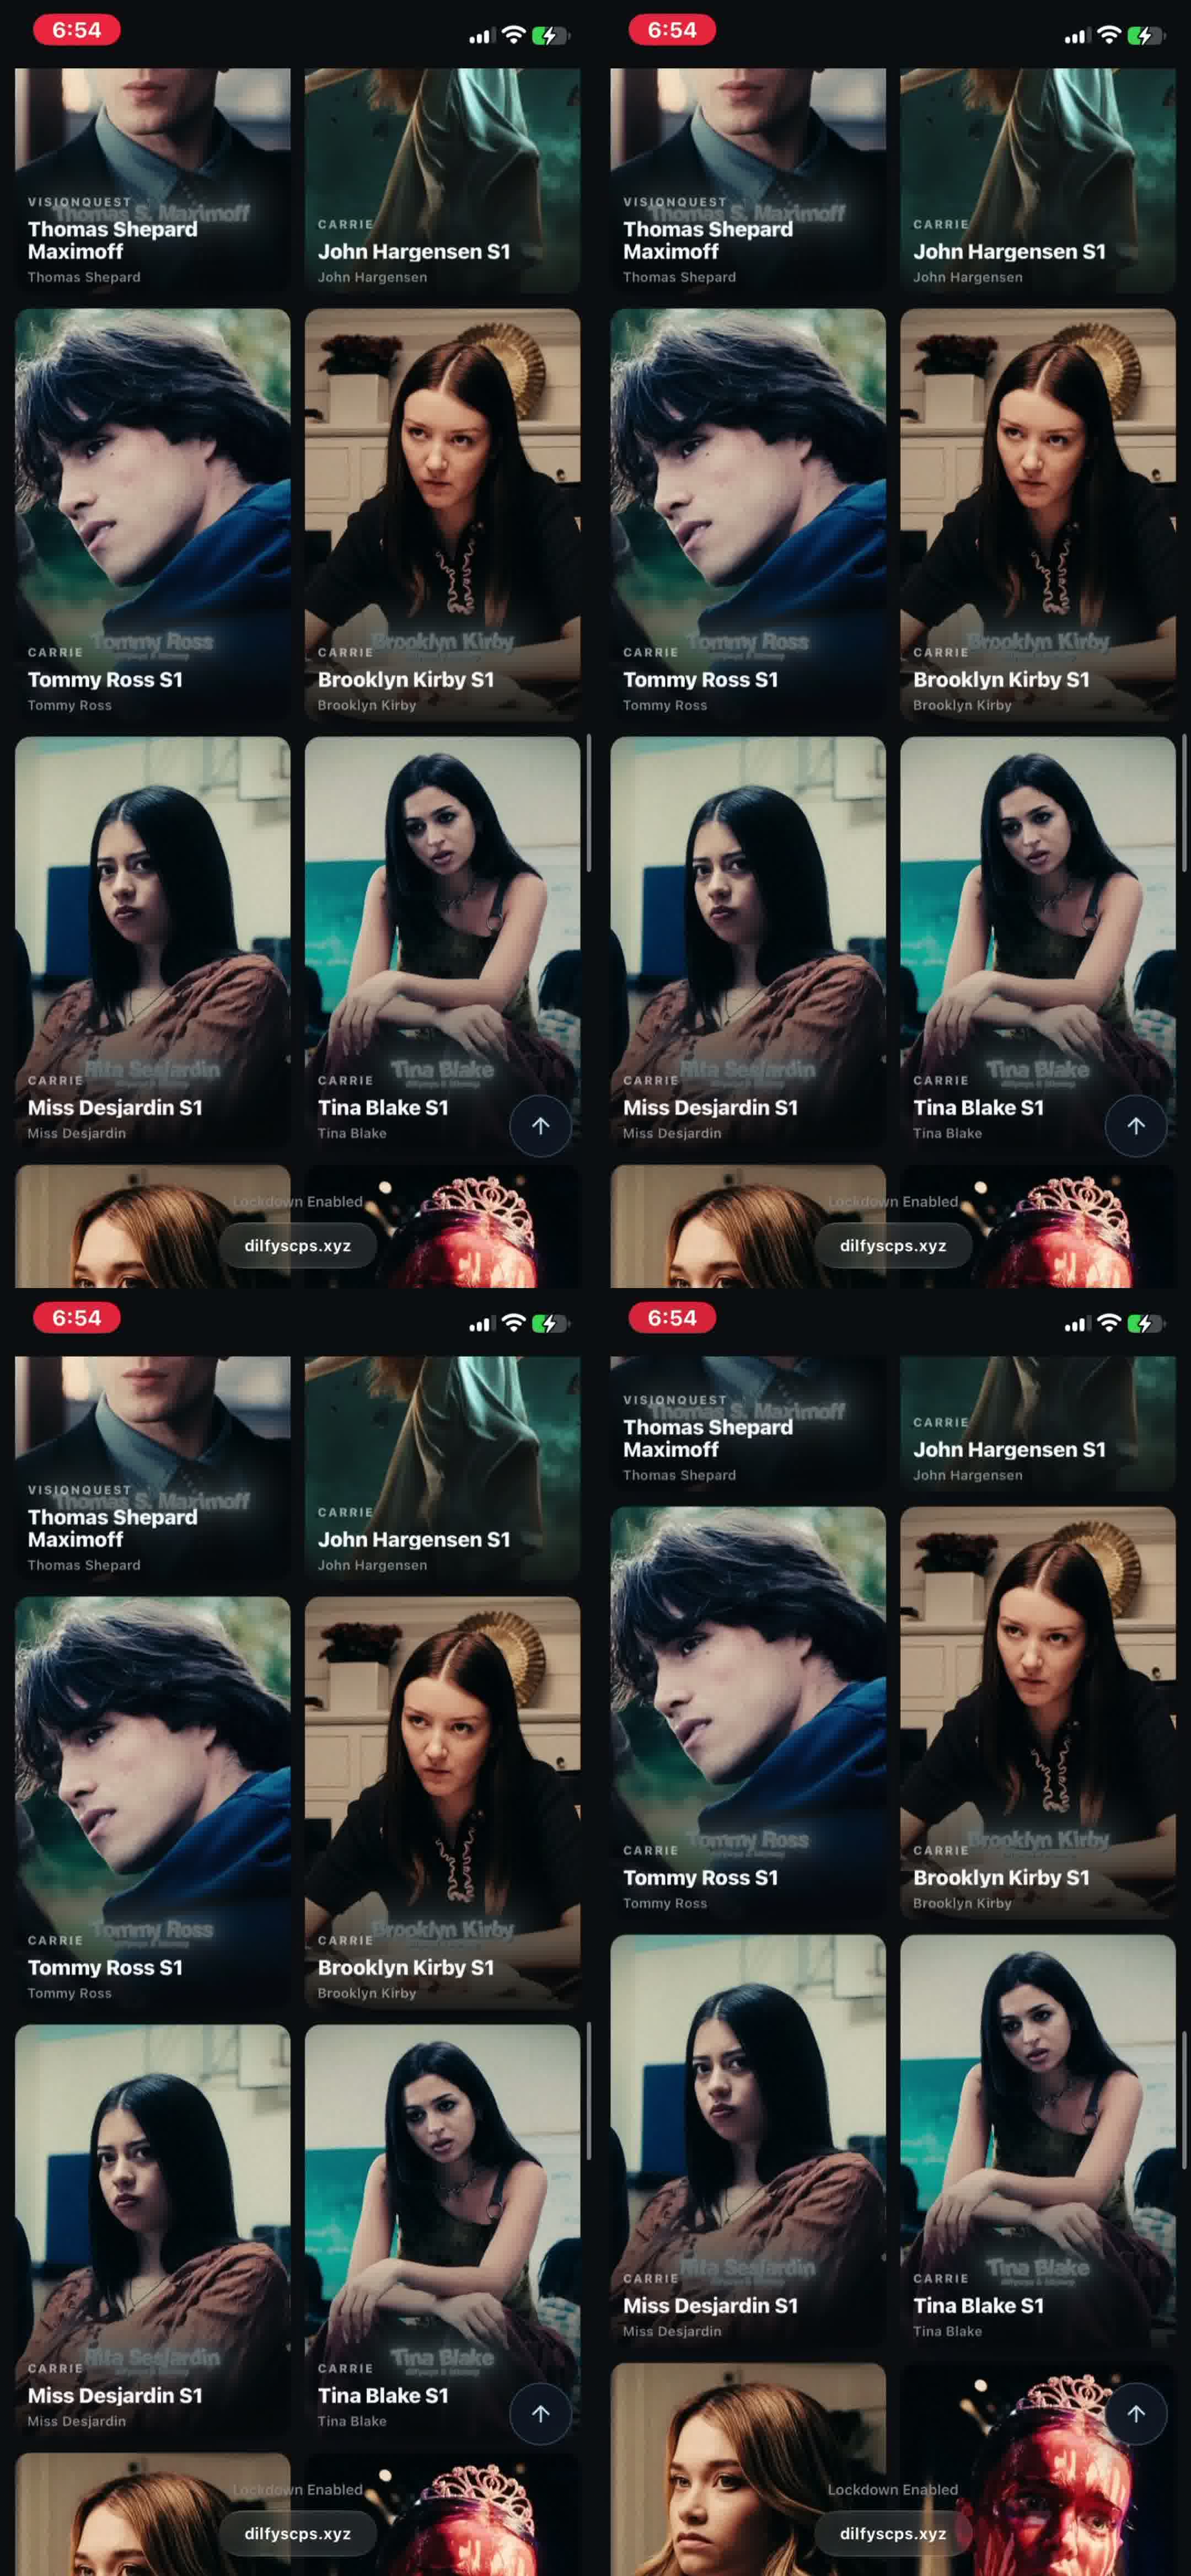 6:54
VISIONQUEST
Thomas S. Maximoff
Thomas Shepard
Maximoff
Thomas Shepard
CARRIE
John Hargensen S1
John Hargensen
Tommy Ross
CARRIE
Tommy Ross S1
Tommy Ross
Brooklyn Kirby
CARRIE
Brooklyn Kirby S1
Brooklyn Kirby
CARRIE
Miss Desjardin S1
Miss Desjardin
Tina Blake
CARRIE
Tina Blake S1
Tina Blake
Lockdown Enabled
dilfyscps.xyz
6:54
VISIONQUEST
Thomas S. Maximoff
Thomas Shepard
Maximoff
Thomas Shepard
CARRIE
John Hargensen S1
John Hargensen
Tommy Ross
CARRIE
Tommy Ross S1
Tommy Ross
Brooklyn Kirby
CARRIE
Brooklyn Kirby S1
Brooklyn Kirby
CARRIE
Miss Desjardin S1
Miss Desjardin
Tina Blake
CARRIE
Tina Blake S1
Tina Blake
Lockdown Enabled
dilfyscps.xyz
6:54
VISIONQUEST
Thomas S. Maximoff
Thomas Shepard
Maximoff
Thomas Shepard
CARRIE
John Hargensen S1
John Hargensen
Tommy Ross
CARRIE
Tommy Ross S1
Tommy Ross
Brooklyn Kirby
CARRIE
Brooklyn Kirby S1
Brooklyn Kirby
CARRIE
Miss Desjardin S1
Miss Desjardin
Tina Blake
CARRIE
Tina Blake S1
Tina Blake
Lockdown Enabled
dilfyscps.xyz
6:54
VISIONQUEST
Thomas S. Maximoff
Thomas Shepard
Maximoff
Thomas Shepard
CARRIE
John Hargensen S1
John Hargensen
Tommy Ross
CARRIE
Tommy Ross S1
Tommy Ross
Brooklyn Kirby
CARRIE
Brooklyn Kirby S1
Brooklyn Kirby
CARRIE
Miss Desjardin S1
Miss Desjardin
Tina Blake
CARRIE
Tina Blake S1
Tina Blake
Lockdown Enabled
dilfyscps.xyz